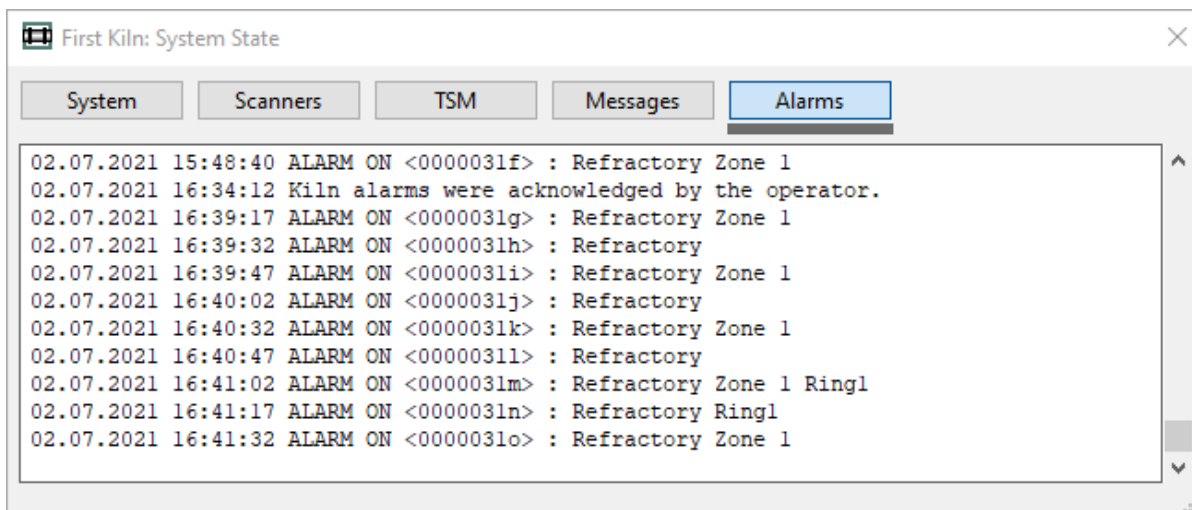 First Kiln: System State
System Scanners TSM Messages Alarms
02.07.2021 15:48:40 ALARM ON <0000031f> : Refractory Zone 1
02.07.2021 16:34:12 Kiln alarms were acknowledged by the operator.
02.07.2021 16:39:17 ALARM ON <0000031g> : Refractory Zone 1
02.07.2021 16:39:32 ALARM ON <0000031h> : Refractory
02.07.2021 16:39:47 ALARM ON <0000031i> : Refractory Zone 1
02.07.2021 16:40:02 ALARM ON <0000031j> : Refractory
02.07.2021 16:40:32 ALARM ON <0000031k> : Refractory Zone 1
02.07.2021 16:40:47 ALARM ON <0000031l> : Refractory
02.07.2021 16:41:02 ALARM ON <0000031m> : Refractory Zone 1 Ring1
02.07.2021 16:41:17 ALARM ON <0000031n> : Refractory Ring1
02.07.2021 16:41:32 ALARM ON <0000031o> : Refractory Zone 1